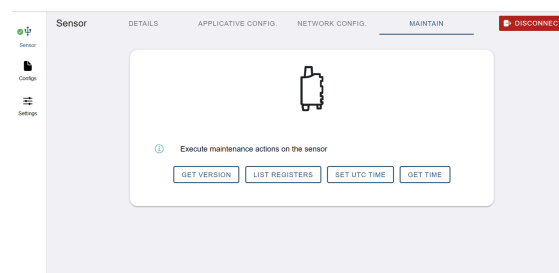 Sensor
DETAILS
APPLICATIVE CONFIG.
NETWORK CONFIG.
MAINTAIN
DISCONNECT
Sensor
Configs
Settings
Execute maintenance actions on the sensor
GET VERSION
LIST REGISTERS
SET UTC TIME
GET TIME